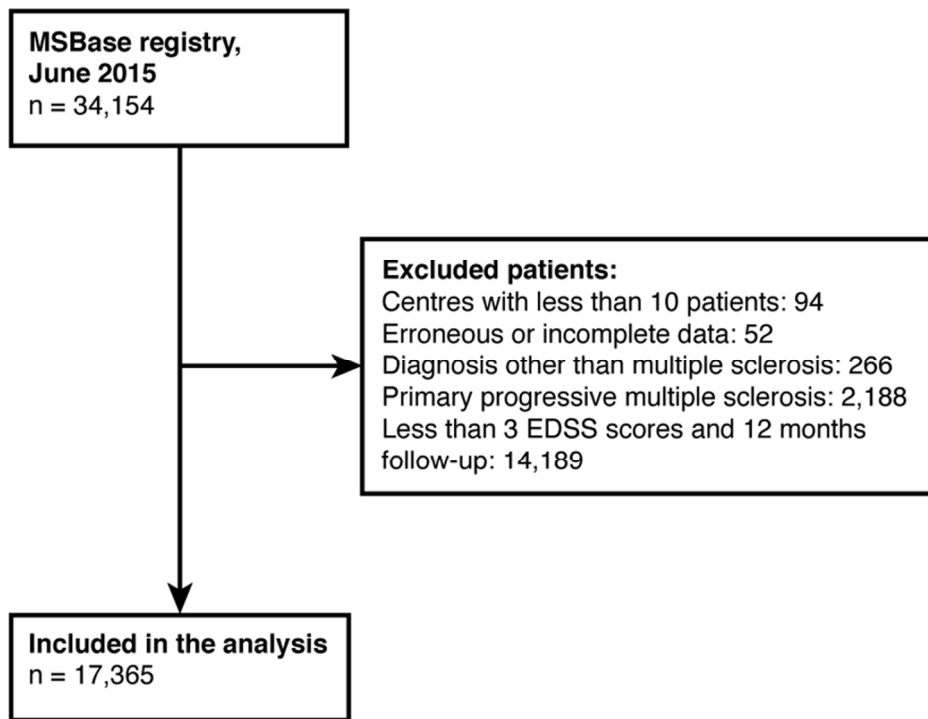 MSBase registry,
June 2015
n = 34,154
Excluded patients:
Centres with less than 10 patients: 94
Erroneous or incomplete data: 52
Diagnosis other than multiple sclerosis: 266
Primary progressive multiple sclerosis: 2,188
Less than 3 EDSS scores and 12 months
follow-up: 14,189
Included in the analysis
n = 17,365